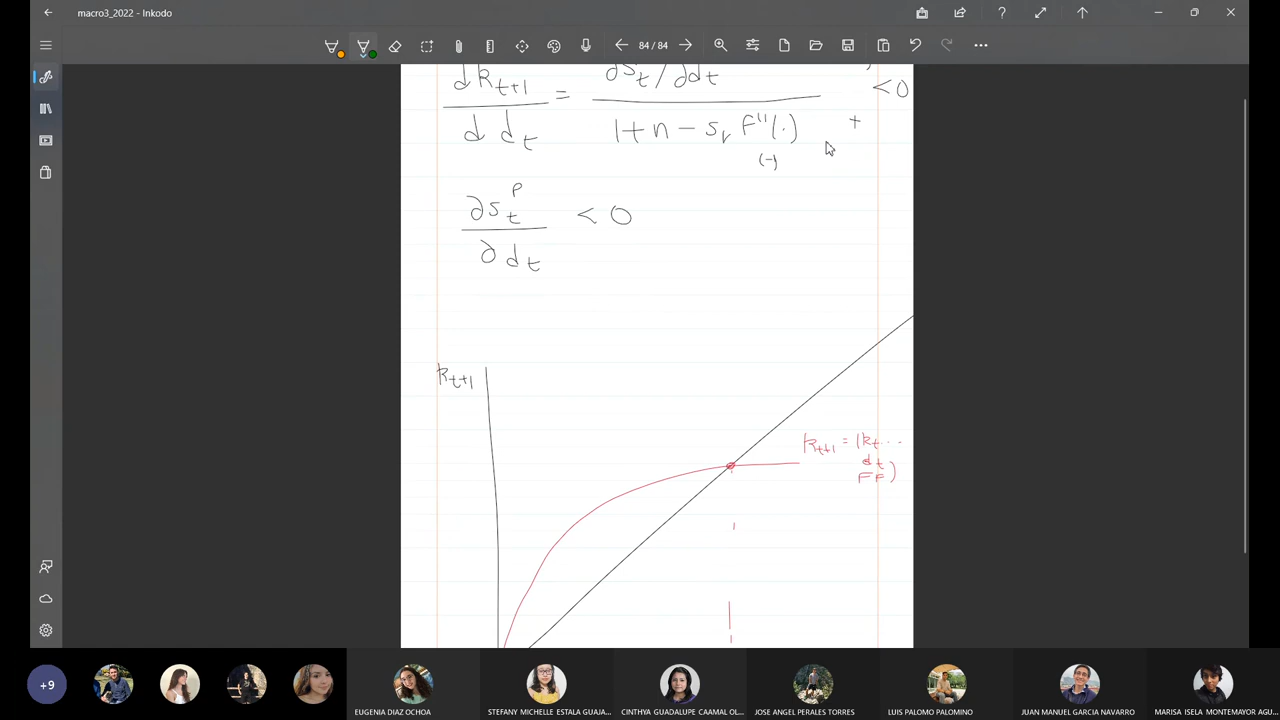 macro3_2022 - Inkodo
84 / 84
dk_{t+1} / d d_t = (∂S_t / ∂d_t) / (1 + n − s_r F''(·)) < 0
+
(−)
∂S_t^P / ∂d_t < 0
k_{t+1}
k_{t+1} = (k_t ...
d_t
FF)
+9
EUGENIA DIAZ OCHOA
STEFANY MICHELLE ESTALA GUAJA...
CINTHYA GUADALUPE CAAMAL OL...
JOSE ANGEL PERALES TORRES
LUIS PALOMO PALOMINO
JUAN MANUEL GARCIA NAVARRO
MARISA ISELA MONTEMAYOR AGU...